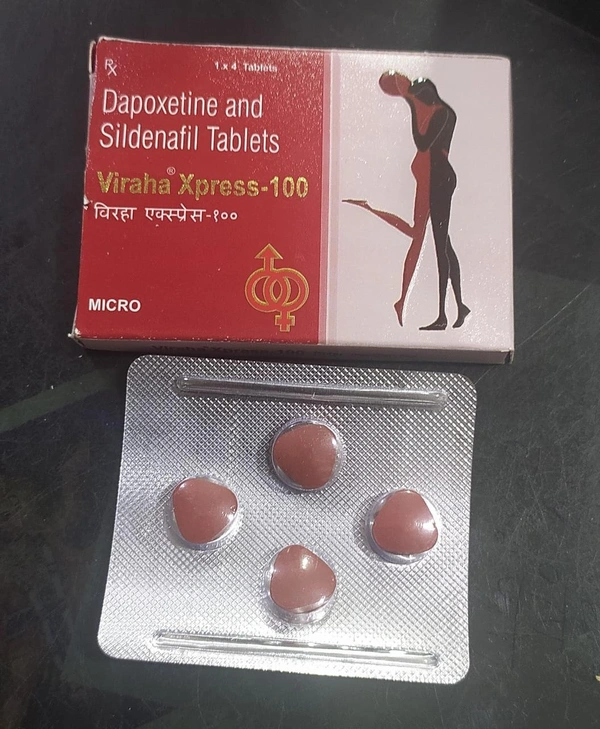 Rx
1 x 4 Tablets
Dapoxetine and
Sildenafil Tablets
Viraha® Xpress-100
विरहा एक्स्प्रेस-१००
MICRO